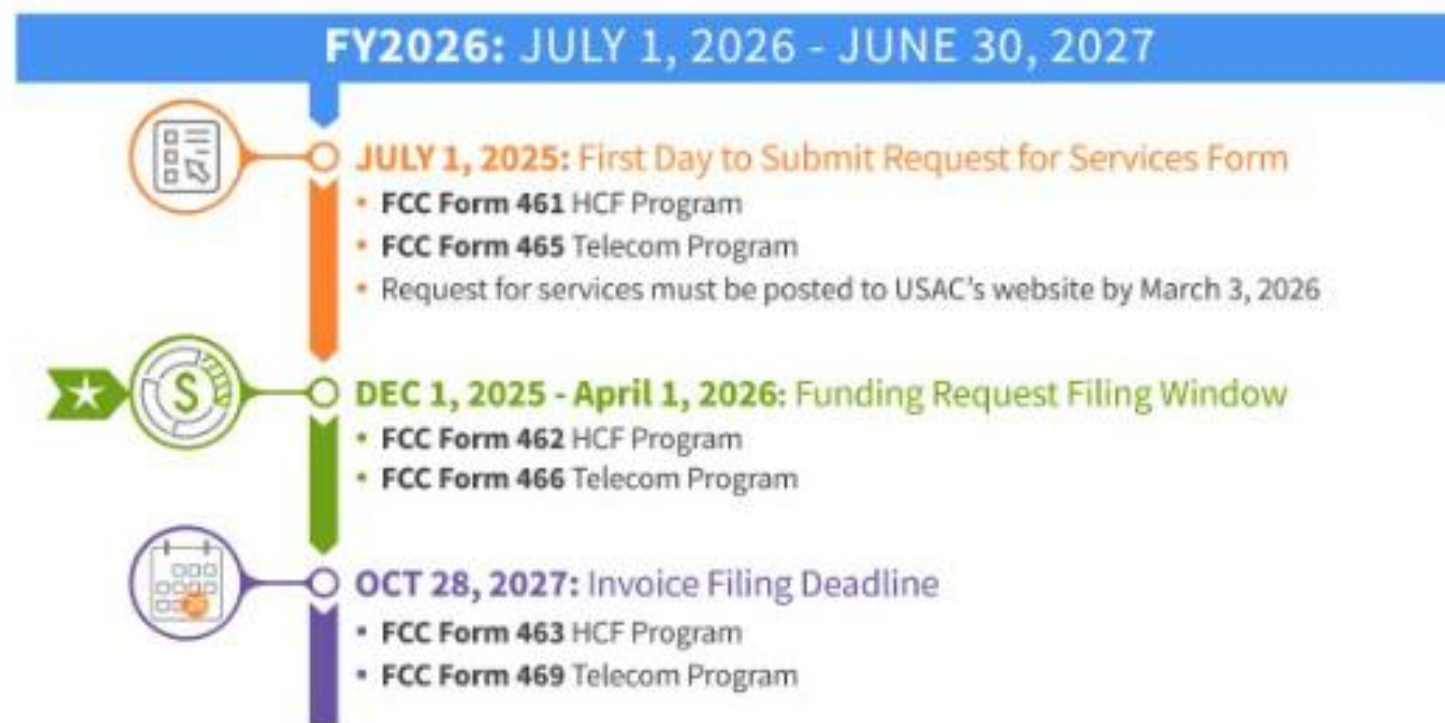 FY2026: JULY 1, 2026 - JUNE 30, 2027
JULY 1, 2025: First Day to Submit Request for Services Form
• FCC Form 461 HCF Program
• FCC Form 465 Telecom Program
• Request for services must be posted to USAC's website by March 3, 2026
DEC 1, 2025 - April 1, 2026: Funding Request Filing Window
• FCC Form 462 HCF Program
• FCC Form 466 Telecom Program
OCT 28, 2027: Invoice Filing Deadline
• FCC Form 463 HCF Program
• FCC Form 469 Telecom Program